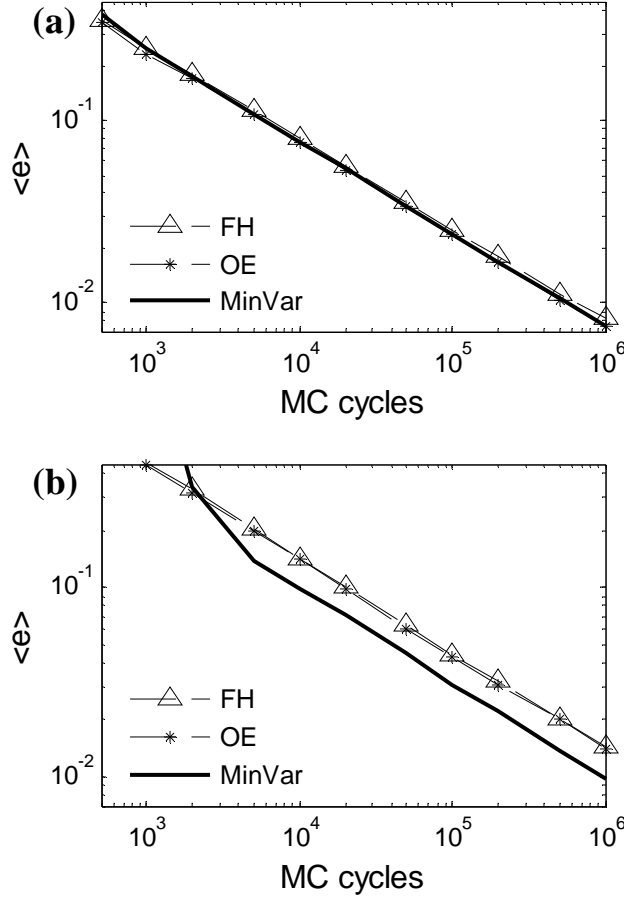 (a)
10^-1
10^-2
<e>
FH
OE
MinVar
10^3 10^4 10^5 10^6
MC cycles
(b)
10^-1
10^-2
<e>
FH
OE
MinVar
10^3 10^4 10^5 10^6
MC cycles